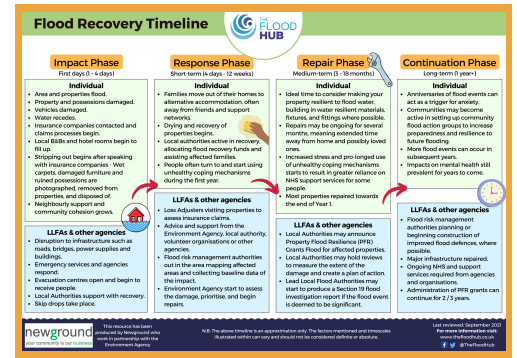 Flood Recovery Timeline
THE
FLOOD
HUB
Impact Phase
First days (1 - 4 days)
Individual
• Area and properties flood.
• Property and possessions damaged.
• Vehicles damaged.
• Water recedes.
• Insurance companies contacted and
claims processes begin.
• Local B&Bs and hotel rooms begin to
fill up.
• Stripping out begins after speaking
with insurance companies - Wet
carpets, damaged furniture and
ruined possessions are
photographed, removed from
properties, and disposed of.
• Neighbourly support and
community cohesion grows.
LLFAs & other agencies
• Disruption to infrastructure such as
roads, bridges, power supplies and
buildings.
• Emergency services and agencies
respond.
• Evacuation centres open and begin to
receive people.
• Local Authorities support with recovery.
• Skip drops take place.
Response Phase
Short-term (4 days - 12 weeks)
Individual
• Families move out of their homes to
alternative accommodation, often
away from friends and support
networks.
• Drying and recovery of
properties begins.
• Local authorities active in recovery,
allocating flood recovery funds and
assisting affected families.
• People often turn to and start using
unhealthy coping mechanisms
during the first year.
LLFAs & other agencies
• Loss Adjusters visiting properties to
assess insurance claims.
• Advice and support from the
Environment Agency, local authority,
volunteer organisations or other
agencies.
• Flood risk management authorities
out in the area mapping affected
areas and collecting baseline data of
the impact.
• Environment Agency start to assess
the damage, prioritise, and begin
repairs.
Repair Phase
Medium-term (3 - 18 months)
Individual
• Ideal time to consider making your
property resilient to flood water,
building in water resilient materials,
fixtures, and fittings where possible.
• Repairs may be ongoing for several
months, meaning extended time
away from home and possibly loved
ones.
• Increased stress and pro-longed use
of unhealthy coping mechanisms
starts to result in greater reliance on
NHS support services for some
people.
• Most properties repaired towards
the end of Year 1.
LLFAs & other agencies
• Local Authorities may announce
Property Flood Resilience (PFR)
Grants Flood for affected properties.
• Local Authorities may hold reviews
to measure the extent of the
damage and create a plan of action.
• Lead Local Flood Authorities may
start to produce a Section 19 flood
investigation report if the flood event
is deemed to be significant.
Continuation Phase
Long-term (1 year+)
Individual
• Anniversaries of flood events can
act as a trigger for anxiety.
• Communities may become
active in setting up community
flood action groups to increase
preparedness and resilience to
future flooding.
• More flood events can occur in
subsequent years.
• Impacts on mental health still
prevalent for years to come.
LLFAs & other agencies
• Flood risk management
authorities planning or
beginning construction of
improved flood defences, where
possible.
• Major infrastructure repaired.
• Ongoing NHS and support
services required from agencies
and organisations.
• Administration of PFR grants can
continue for 2 / 3 years.
newground
your community is our business
This resource has been
produced by Newground who
work in partnership with the
Environment Agency
N.B. The above timeline is an approximation only. The factors mentioned and timescales
illustrated within can vary and should not be considered definite or absolute.
Last reviewed: September 2021
For more information visit:
www.thefloodhub.co.uk
@TheFloodHub